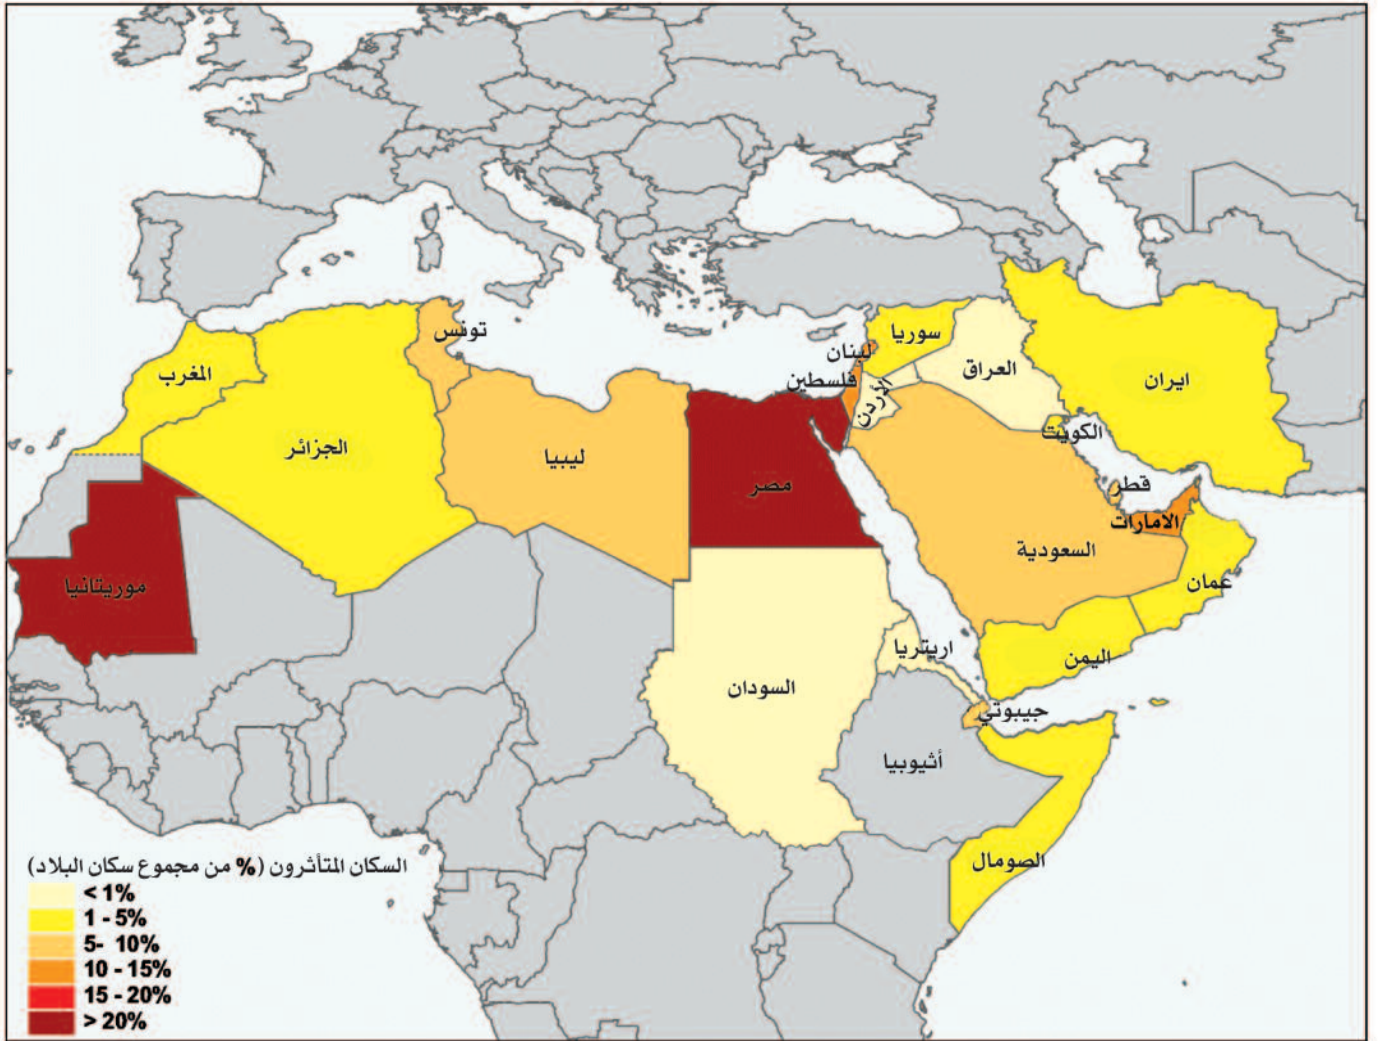 تونس
سوريا
لبنان
العراق
المغرب
فلسطين
ايران
الأردن
الكويت
الجزائر
ليبيا
مصر
قطر
الامارات
السعودية
موريتانيا
عمان
اريتريا
اليمن
السودان
جيبوتي
أثيوبيا
الصومال
السكان المتأثرون (% من مجموع سكان البلاد)
< 1%
1 - 5%
5- 10%
10 - 15%
15 - 20%
> 20%